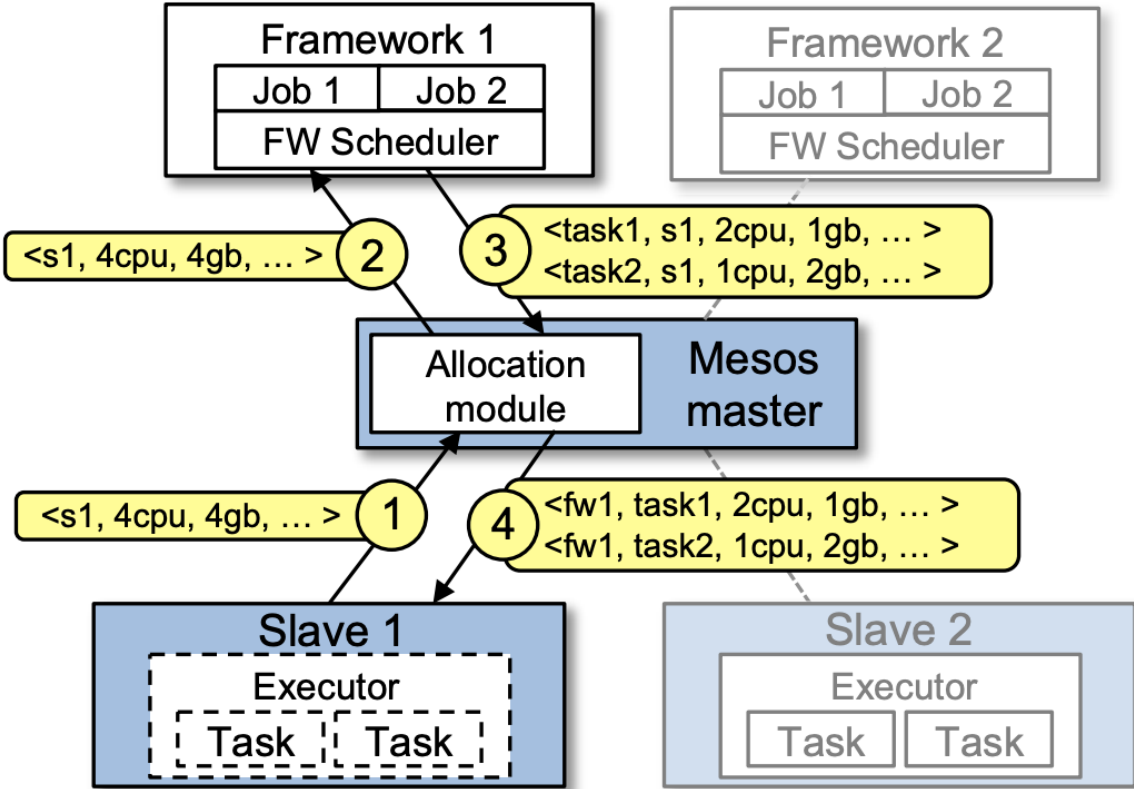 Framework 1
Job 1 Job 2
FW Scheduler
Framework 2
Job 1 Job 2
FW Scheduler
<s1, 4cpu, 4gb, … >
2
3
<task1, s1, 2cpu, 1gb, … >
<task2, s1, 1cpu, 2gb, … >
Allocation
module
Mesos
master
<s1, 4cpu, 4gb, … >
1
4
<fw1, task1, 2cpu, 1gb, … >
<fw1, task2, 1cpu, 2gb, … >
Slave 1
Executor
Task Task
Slave 2
Executor
Task Task